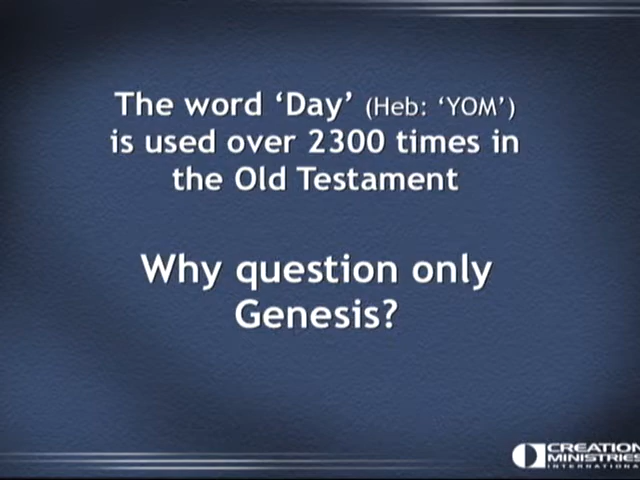 The word ‘Day’ (Heb: ‘YOM’)
is used over 2300 times in
the Old Testament
Why question only
Genesis?
CREATION
MINISTRIES
INTERNATIONAL